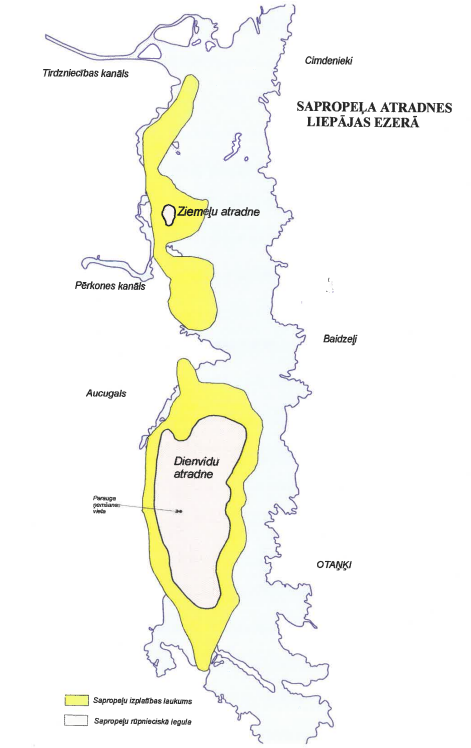 Cimdenieki
Tirdzniecības kanāls
SAPROPEĻA ATRADNES
LIEPĀJAS EZERĀ
Ziemeļu atradne
Pērkones kanāls
Baidzeļi
Aucugals
Dienvidu
atradne
Parauga
ņemšanas
vieta
OTAŅĶI
Sapropeļu izplatības laukums
Sapropeļu rūpnieciskā iegula